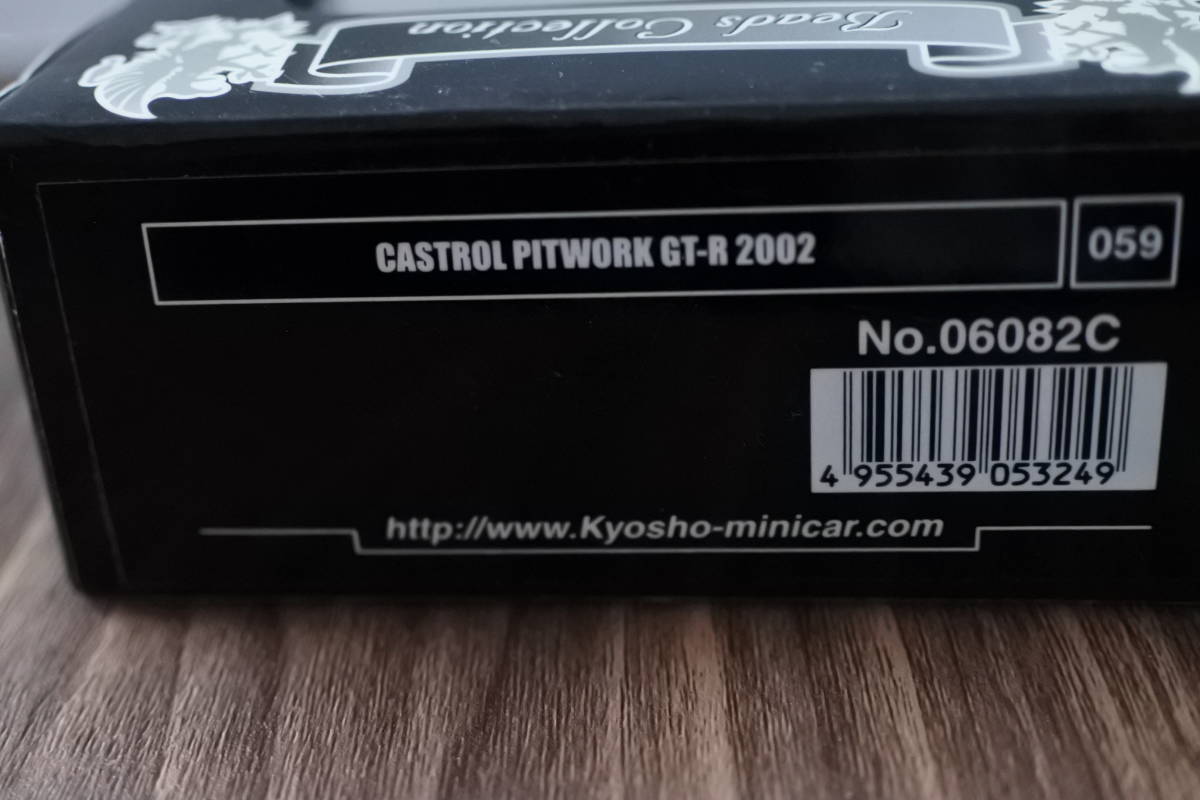 Beads Collection
CASTROL PITWORK GT-R 2002
059
No.06082C
4 955439 053249
http://www.Kyosho-minicar.com